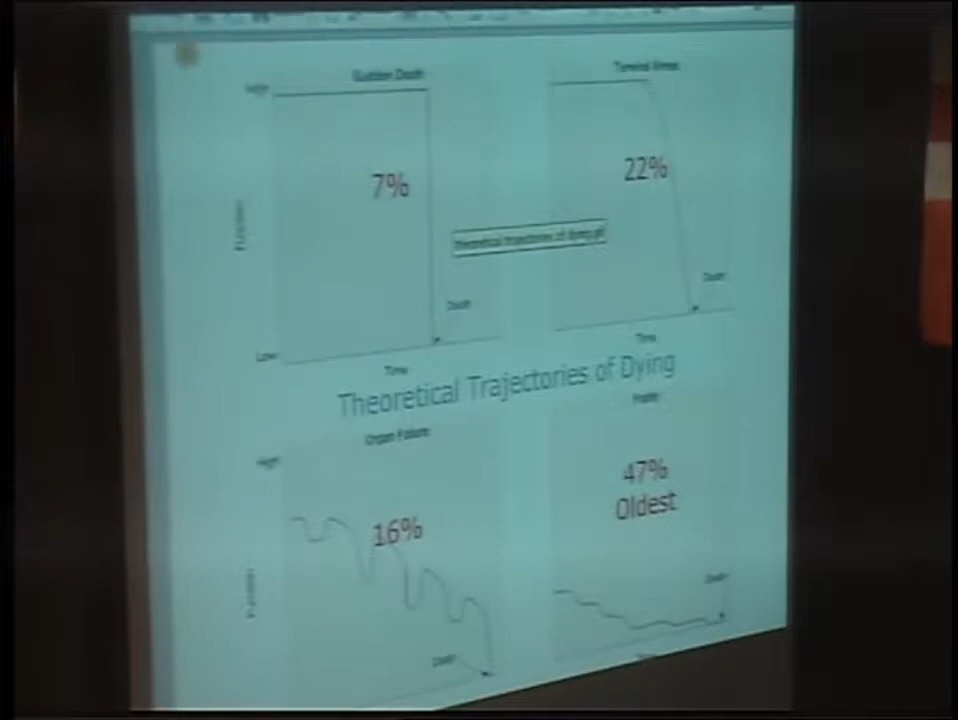 Sudden Death
Terminal Illness
High
7%
22%
Function
Theoretical trajectories of dying.gif
Death
Death
Low
Time
Time
Theoretical Trajectories of Dying
Frailty
Organ Failure
High
47%
Oldest
16%
Function
Death
Death